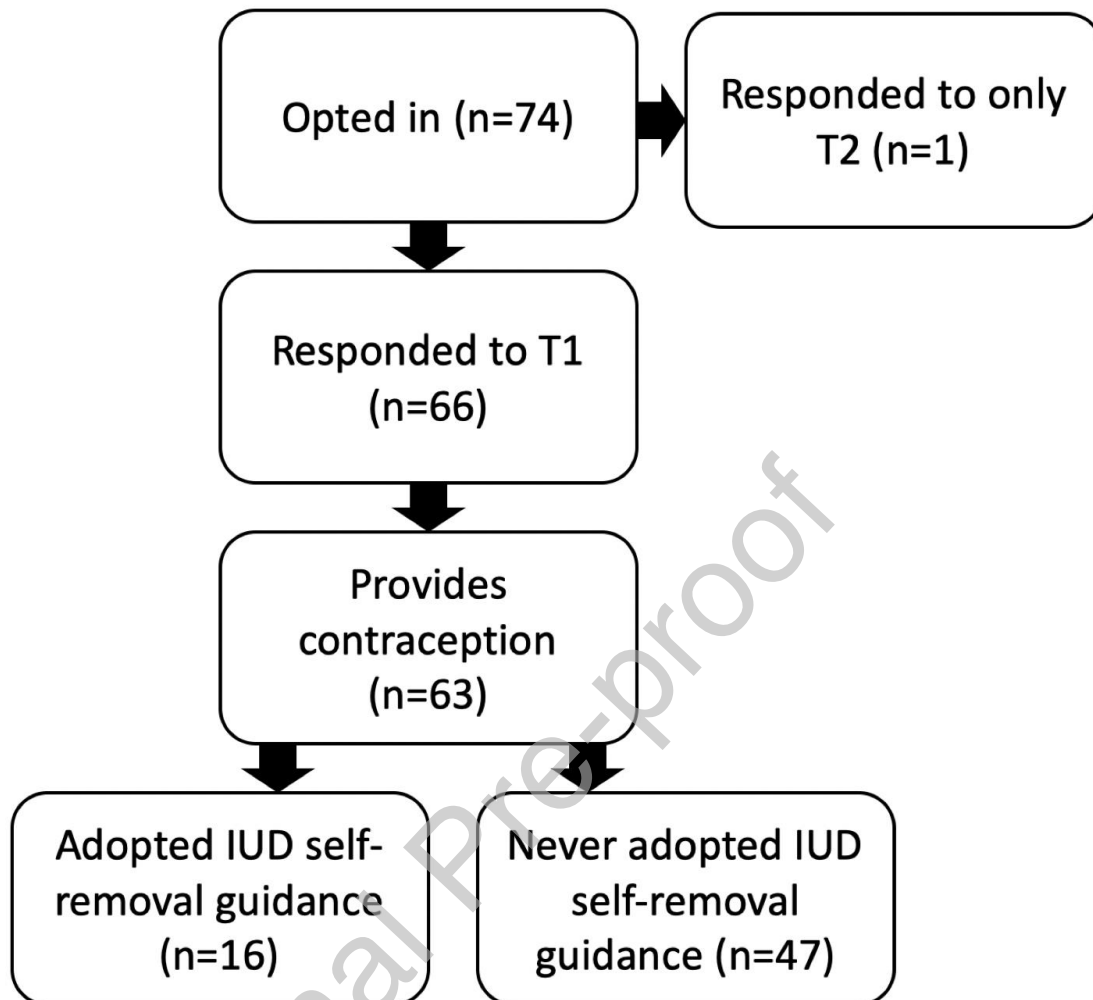 Opted in (n=74)
Responded to only
T2 (n=1)
Responded to T1
(n=66)
Provides
contraception
(n=63)
Adopted IUD self-
removal guidance
(n=16)
Never adopted IUD
self-removal
guidance (n=47)
nal Pre-proof